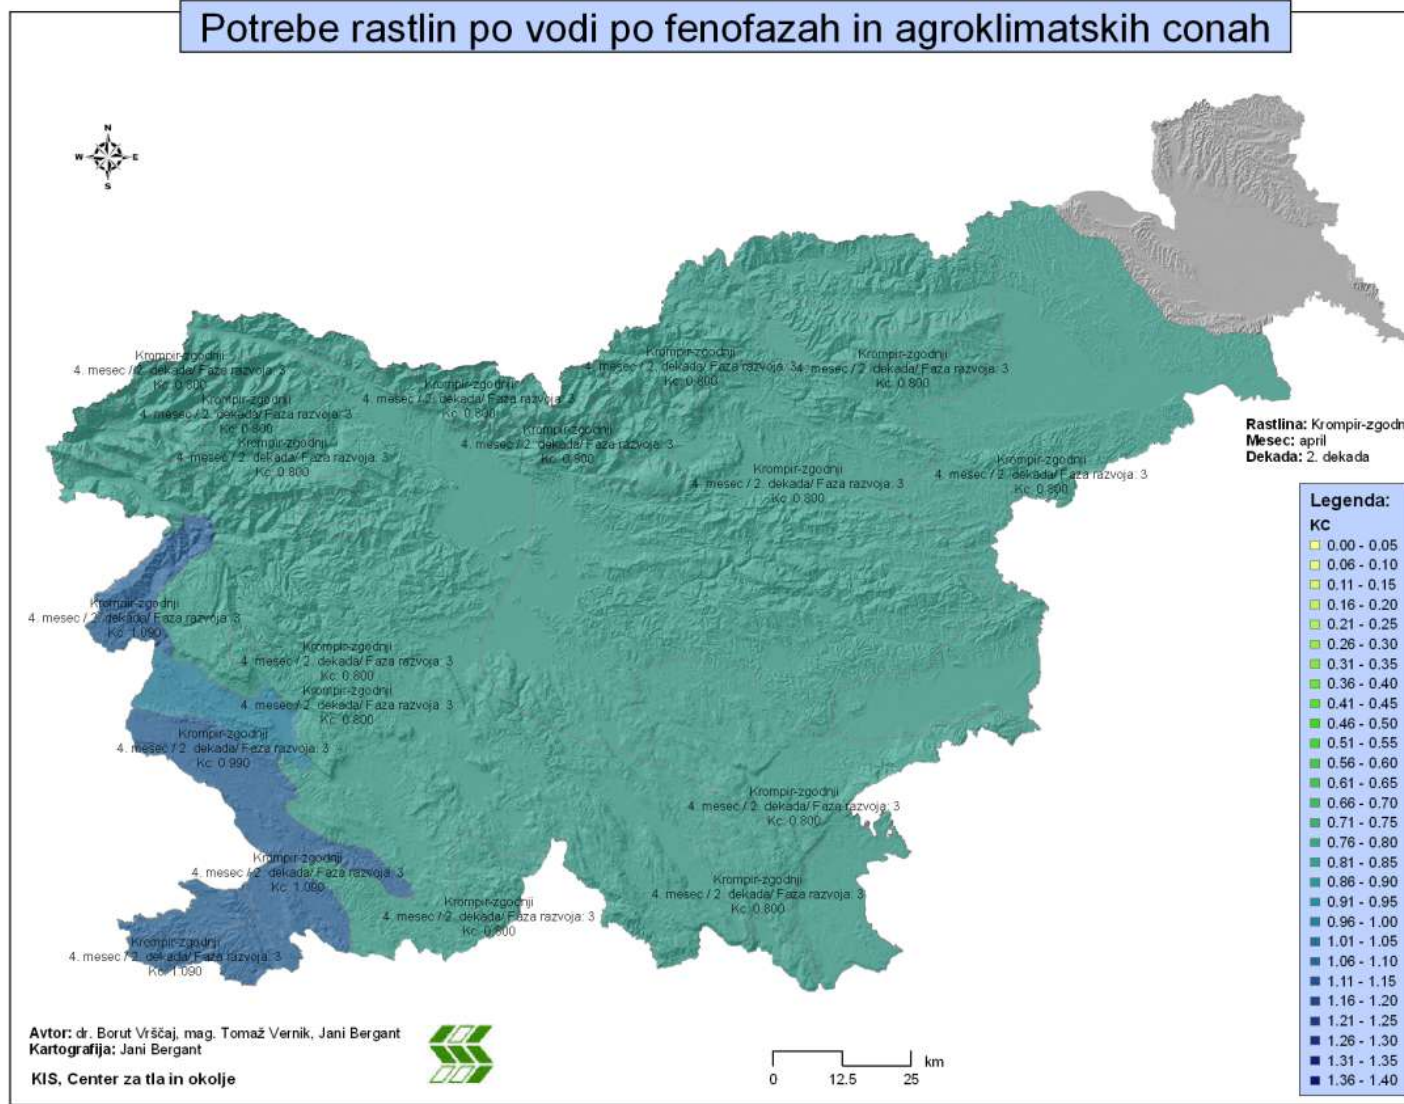 Potrebe rastlin po vodi po fenofazah in agroklimatskih conah
N
W E
S
Krompir-zgodnji
4. mesec / 2. dekada/ Faza razvoja: 3
Kc: 0.800
Krompir-zgodnji
4. mesec / 2. dekada/ Faza razvoja: 3
Kc: 0.800
Krompir-zgodnji
4. mesec / 2. dekada/ Faza razvoja: 3
Kc: 0.800
Krompir-zgodnji
4. mesec / 2. dekada/ Faza razvoja: 3
Kc: 0.800
Krompir-zgodnji
4. mesec / 2. dekada/ Faza razvoja: 3
Kc: 0.800
Krompir-zgodnji
4. mesec / 2. dekada/ Faza razvoja: 3
Kc: 0.800
Krompir-zgodnji
4. mesec / 2. dekada/ Faza razvoja: 3
Kc: 0.800
Krompir-zgodnji
4. mesec / 2. dekada/ Faza razvoja: 3
Kc: 0.800
Krompir-zgodnji
4. mesec / 2. dekada/ Faza razvoja: 3
Kc: 0.800
Krompir-zgodnji
4. mesec / 2. dekada/ Faza razvoja: 3
Kc: 1.090
Krompir-zgodnji
4. mesec / 2. dekada/ Faza razvoja: 3
Kc: 0.800
Krompir-zgodnji
4. mesec / 2. dekada/ Faza razvoja: 3
Kc: 0.800
Krompir-zgodnji
4. mesec / 2. dekada/ Faza razvoja: 3
Kc: 0.990
Krompir-zgodnji
4. mesec / 2. dekada/ Faza razvoja: 3
Kc: 0.800
Krompir-zgodnji
4. mesec / 2. dekada/ Faza razvoja: 3
Kc: 1.090
Krompir-zgodnji
4. mesec / 2. dekada/ Faza razvoja: 3
Kc: 0.800
Krompir-zgodnji
4. mesec / 2. dekada/ Faza razvoja: 3
Kc: 0.800
Krompir-zgodnji
4. mesec / 2. dekada/ Faza razvoja: 3
Kc: 1.090
Rastlina: Krompir-zgodn
Mesec: april
Dekada: 2. dekada
Legenda:
KC
0.00 - 0.05
0.06 - 0.10
0.11 - 0.15
0.16 - 0.20
0.21 - 0.25
0.26 - 0.30
0.31 - 0.35
0.36 - 0.40
0.41 - 0.45
0.46 - 0.50
0.51 - 0.55
0.56 - 0.60
0.61 - 0.65
0.66 - 0.70
0.71 - 0.75
0.76 - 0.80
0.81 - 0.85
0.86 - 0.90
0.91 - 0.95
0.96 - 1.00
1.01 - 1.05
1.06 - 1.10
1.11 - 1.15
1.16 - 1.20
1.21 - 1.25
1.26 - 1.30
1.31 - 1.35
1.36 - 1.40
Avtor: dr. Borut Vrščaj, mag. Tomaž Vernik, Jani Bergant
Kartografija: Jani Bergant
KIS, Center za tla in okolje
km
0 12.5 25